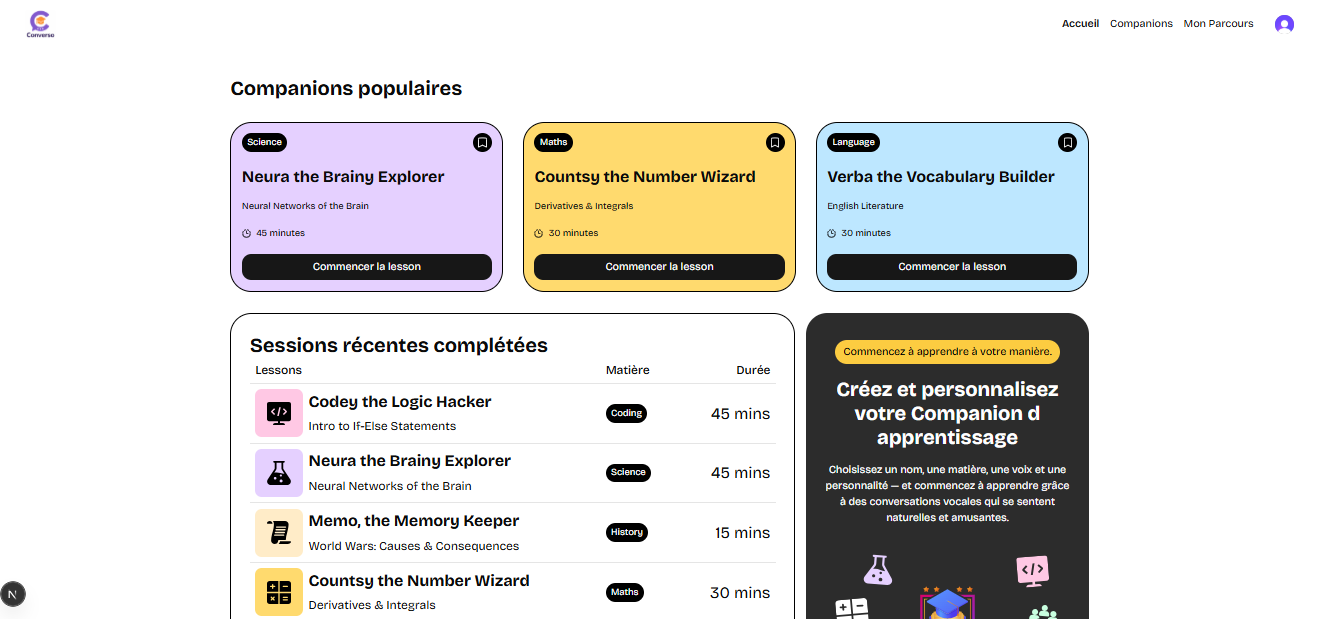 Converso
Accueil Companions Mon Parcours
Companions populaires
Science
Neura the Brainy Explorer
Neural Networks of the Brain
45 minutes
Commencer la lesson
Maths
Countsy the Number Wizard
Derivatives & Integrals
30 minutes
Commencer la lesson
Language
Verba the Vocabulary Builder
English Literature
30 minutes
Commencer la lesson
Sessions récentes complétées
Lessons Matière Durée
Codey the Logic Hacker
Intro to If-Else Statements
Coding
45 mins
Neura the Brainy Explorer
Neural Networks of the Brain
Science
45 mins
Memo, the Memory Keeper
World Wars: Causes & Consequences
History
15 mins
Countsy the Number Wizard
Derivatives & Integrals
Maths
30 mins
Commencez à apprendre à votre manière.
Créez et personnalisez
votre Companion d
apprentissage
Choisissez un nom, une matière, une voix et une
personnalité — et commencez à apprendre grâce
à des conversations vocales qui se sentent
naturelles et amusantes.
N